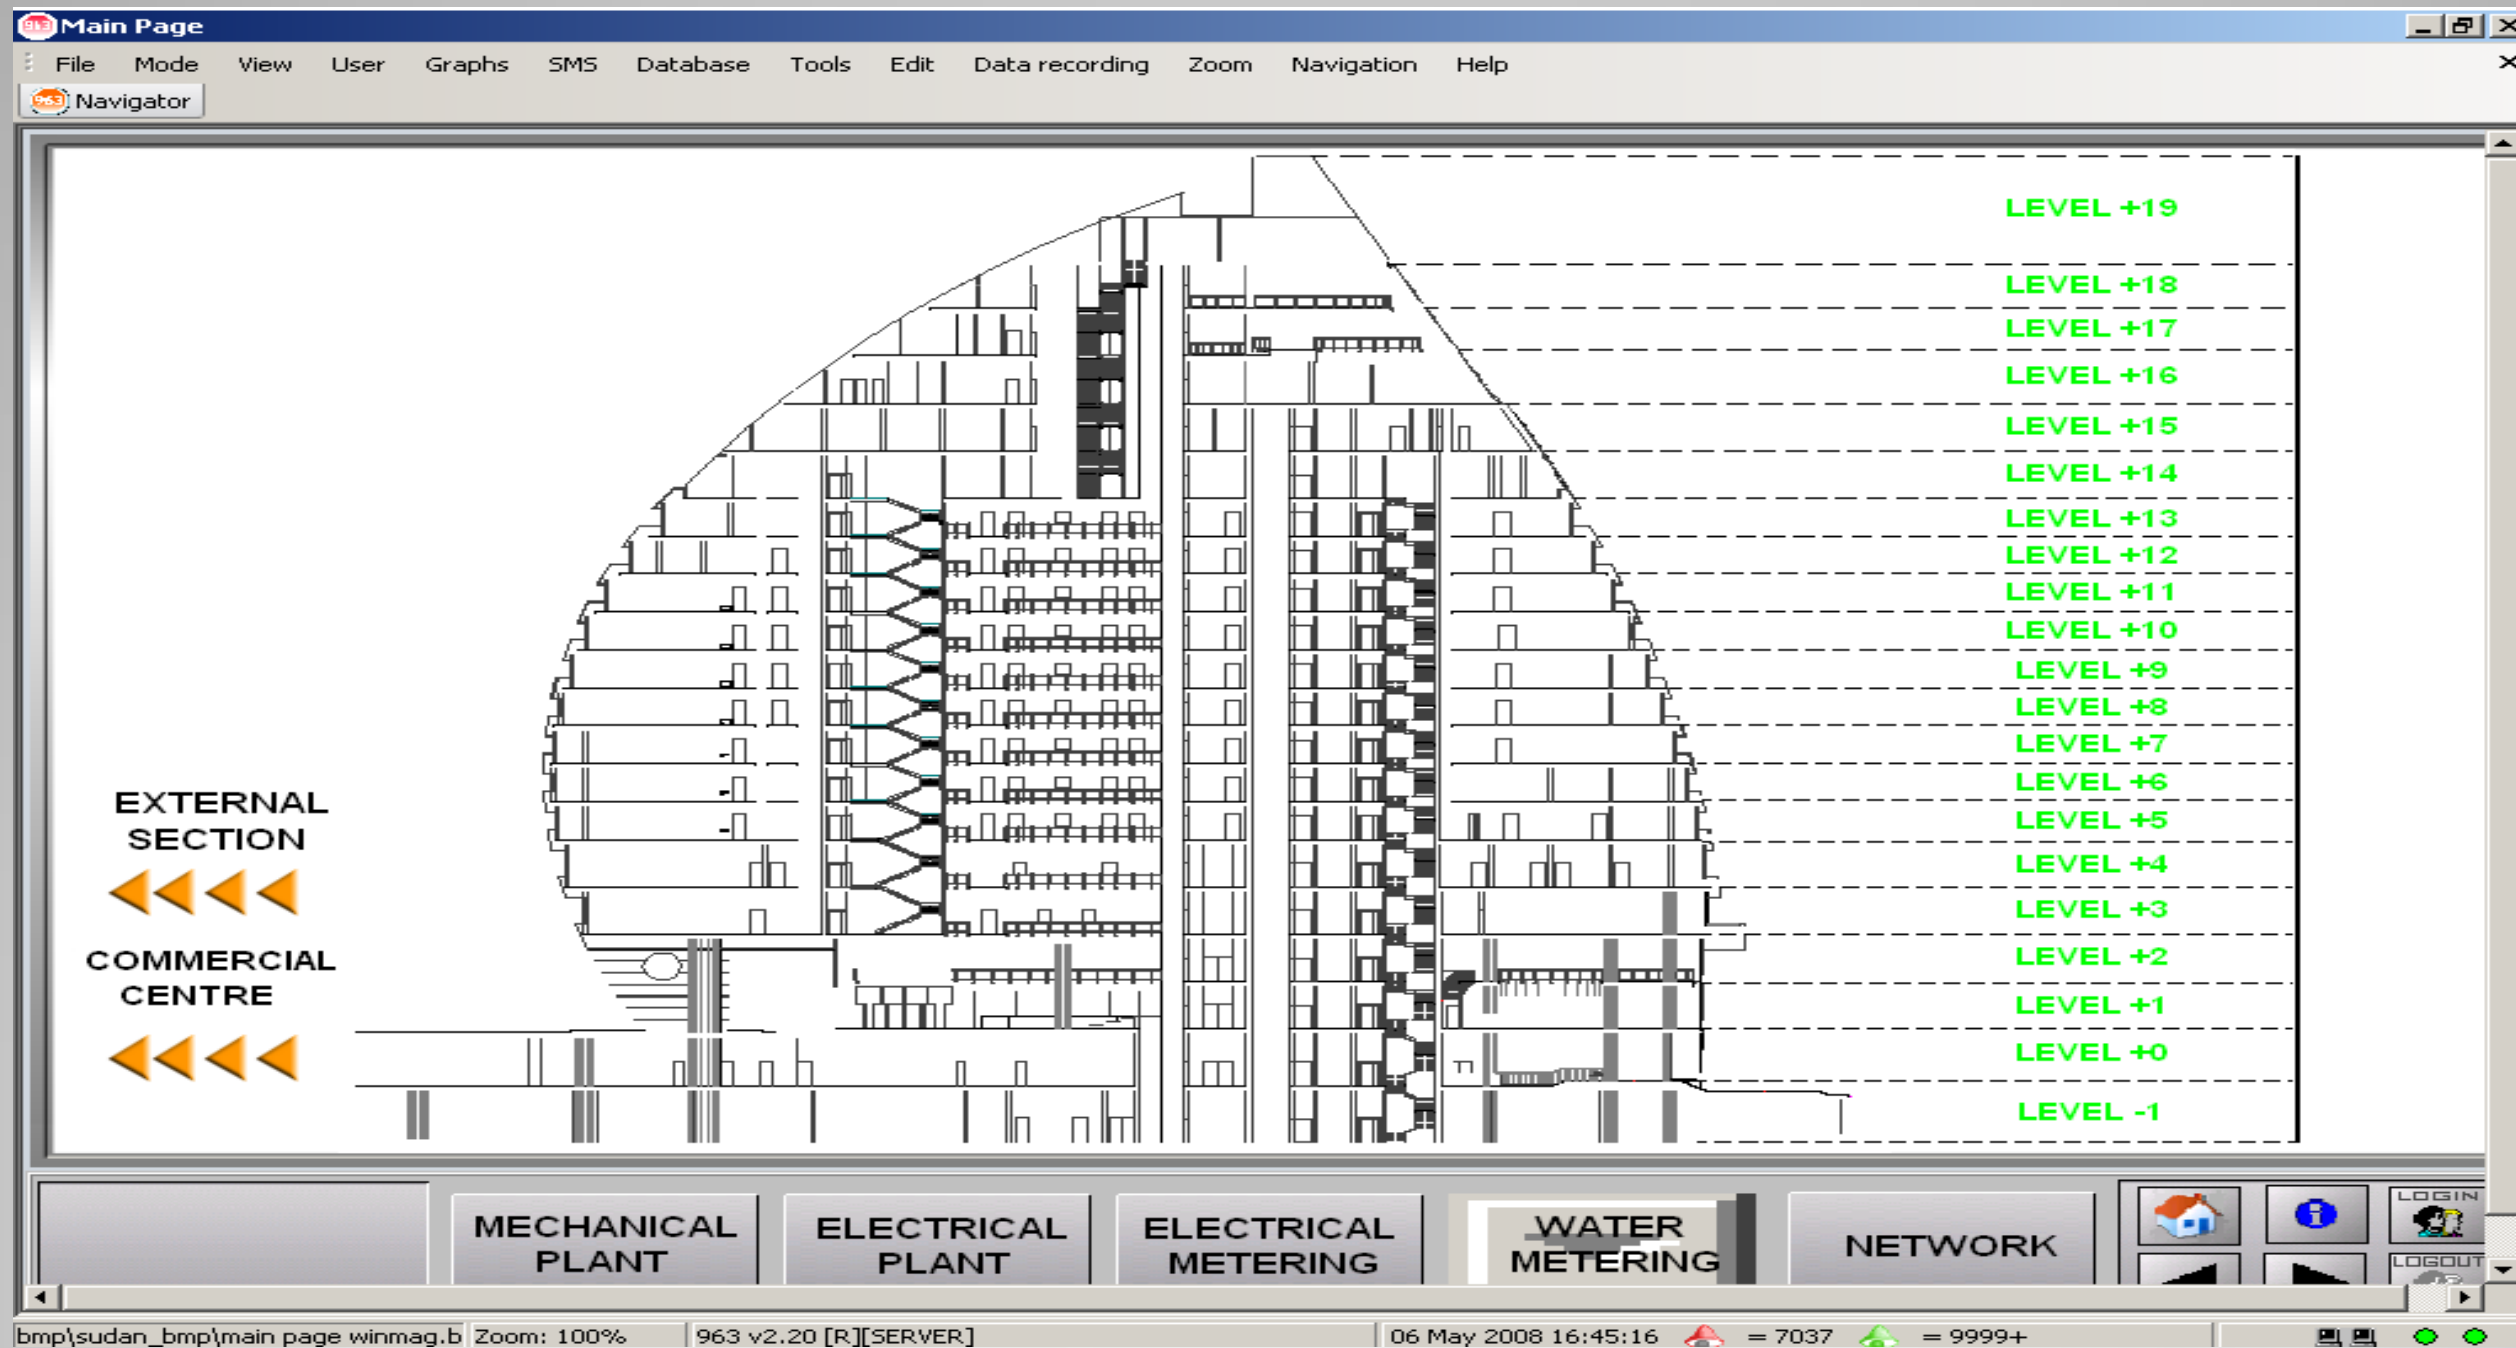 963 Main Page
File Mode View User Graphs SMS Database Tools Edit Data recording Zoom Navigation Help
963 Navigator
LEVEL +19
LEVEL +18
LEVEL +17
LEVEL +16
LEVEL +15
LEVEL +14
LEVEL +13
LEVEL +12
LEVEL +11
LEVEL +10
LEVEL +9
LEVEL +8
LEVEL +7
LEVEL +6
LEVEL +5
LEVEL +4
LEVEL +3
LEVEL +2
LEVEL +1
LEVEL +0
LEVEL -1
EXTERNAL
SECTION
COMMERCIAL
CENTRE
MECHANICAL
PLANT
ELECTRICAL
PLANT
ELECTRICAL
METERING
WATER
METERING
NETWORK
LOGIN
LOGOUT
bmp\sudan_bmp\main page winmag.b Zoom: 100% 963 v2.20 [R][SERVER] 06 May 2008 16:45:16 = 7037 = 9999+